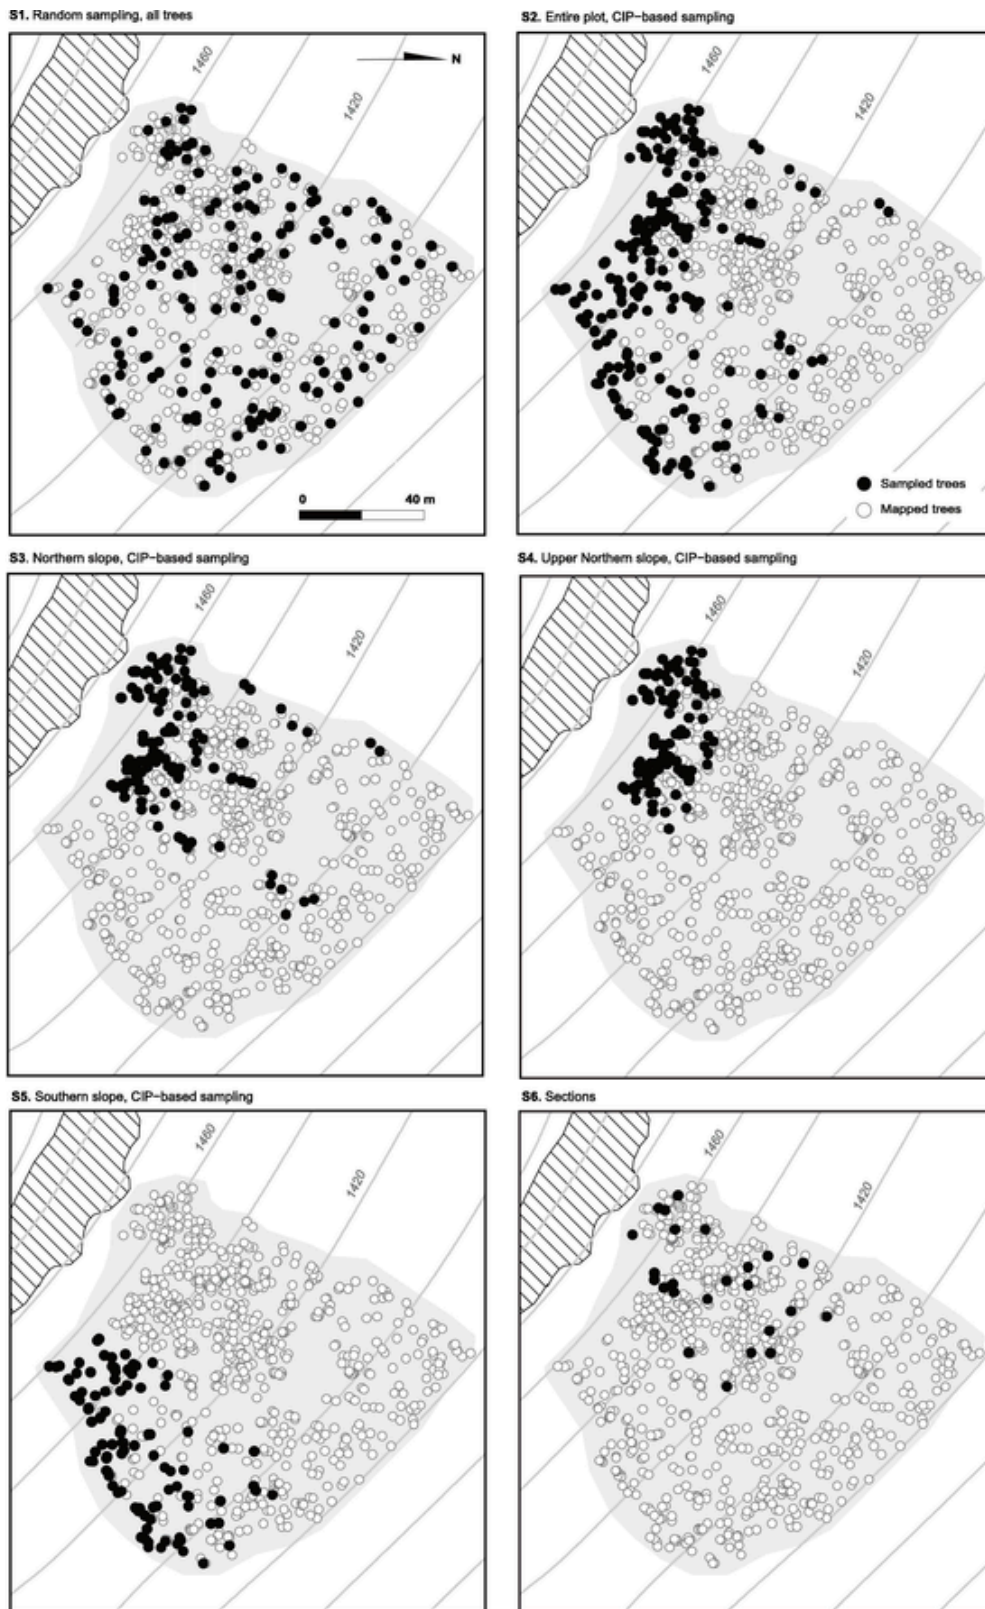 S1. Random sampling, all trees
S2. Entire plot, CIP-based sampling
1460
1420
N
0 40 m
1460
1420
Sampled trees
Mapped trees
S3. Northern slope, CIP-based sampling
S4. Upper Northern slope, CIP-based sampling
1460
1420
1460
1420
S5. Southern slope, CIP-based sampling
S6. Sections
1460
1420
1460
1420